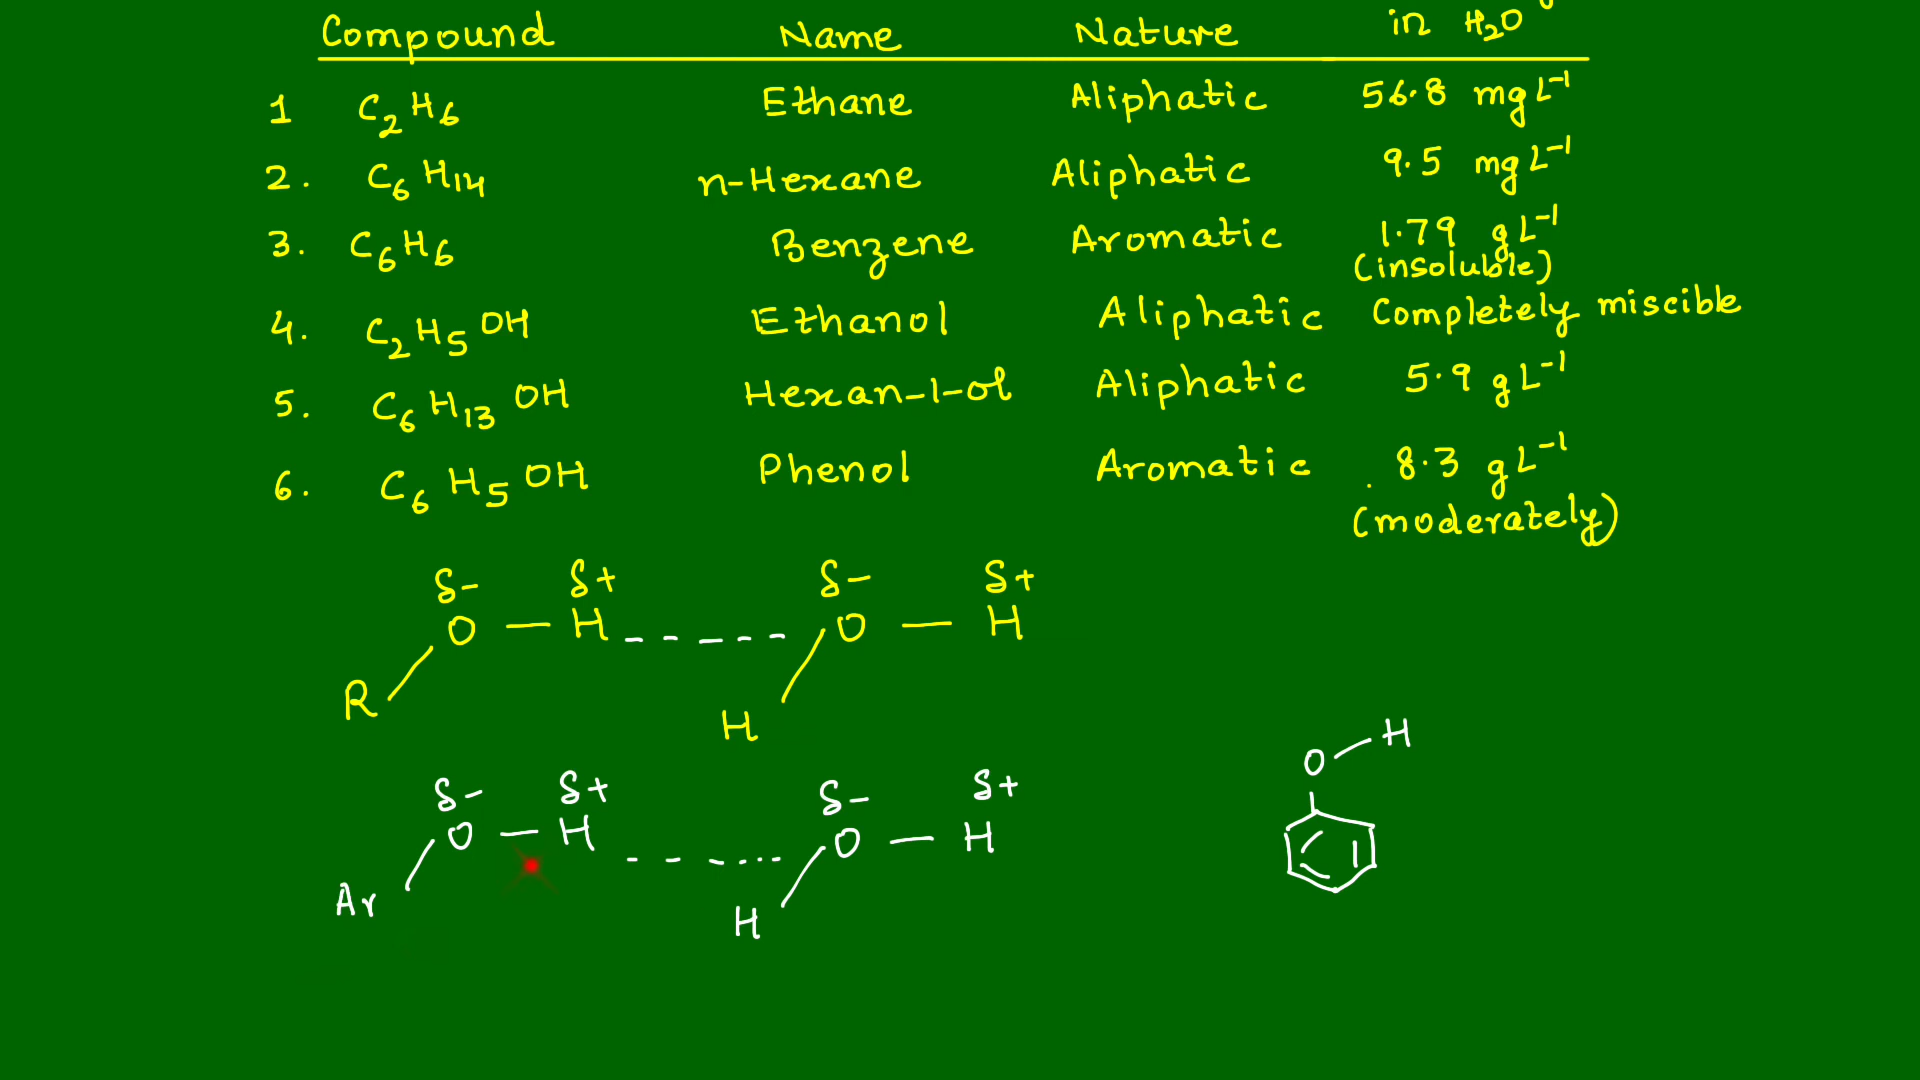 Compound Name Nature in H2O
1 C2H6 Ethane Aliphatic 56.8 mg L-1
2. C6H14 n-Hexane Aliphatic 9.5 mg L-1
3. C6H6 Benzene Aromatic 1.79 g L-1
(insoluble)
4. C2H5OH Ethanol Aliphatic Completely miscible
5. C6H13OH Hexan-1-ol Aliphatic 5.9 g L-1
6. C6H5OH Phenol Aromatic 8.3 g L-1
(moderately)
δ- δ+ δ- δ+
O — H ----- O — H
R H
O — H
δ- δ+ δ- δ+
O — H ------ O — H
Ar H